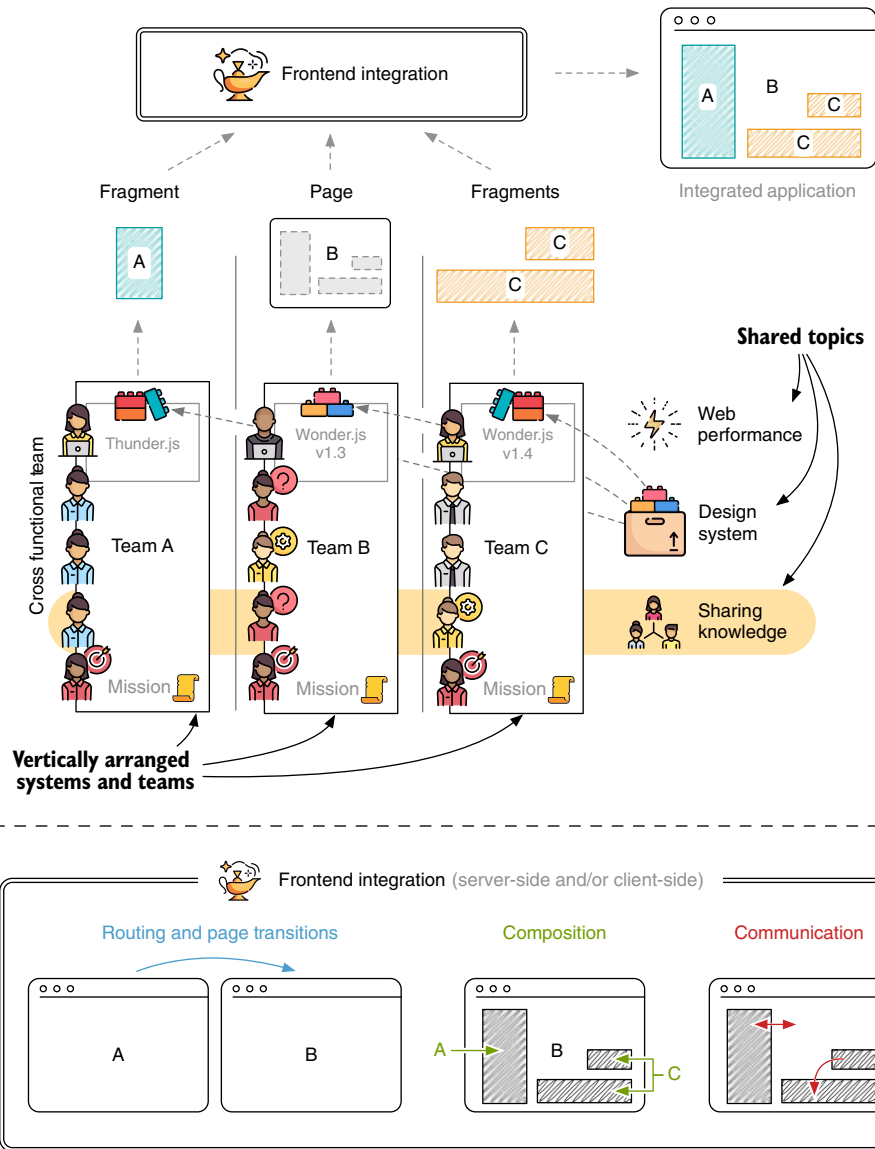 Frontend integration
A
B
C
C
Integrated application
Fragment
Page
Fragments
A
B
C
C
Shared topics
Cross functional team
Thunder.js
Wonder.js
v1.3
Wonder.js
v1.4
Web
performance
?
Design
system
Team A
Team B
Team C
?
Sharing
knowledge
Mission
Mission
Mission
Vertically arranged
systems and teams
Frontend integration (server-side and/or client-side)
Routing and page transitions
Composition
Communication
A
B
A
B
C